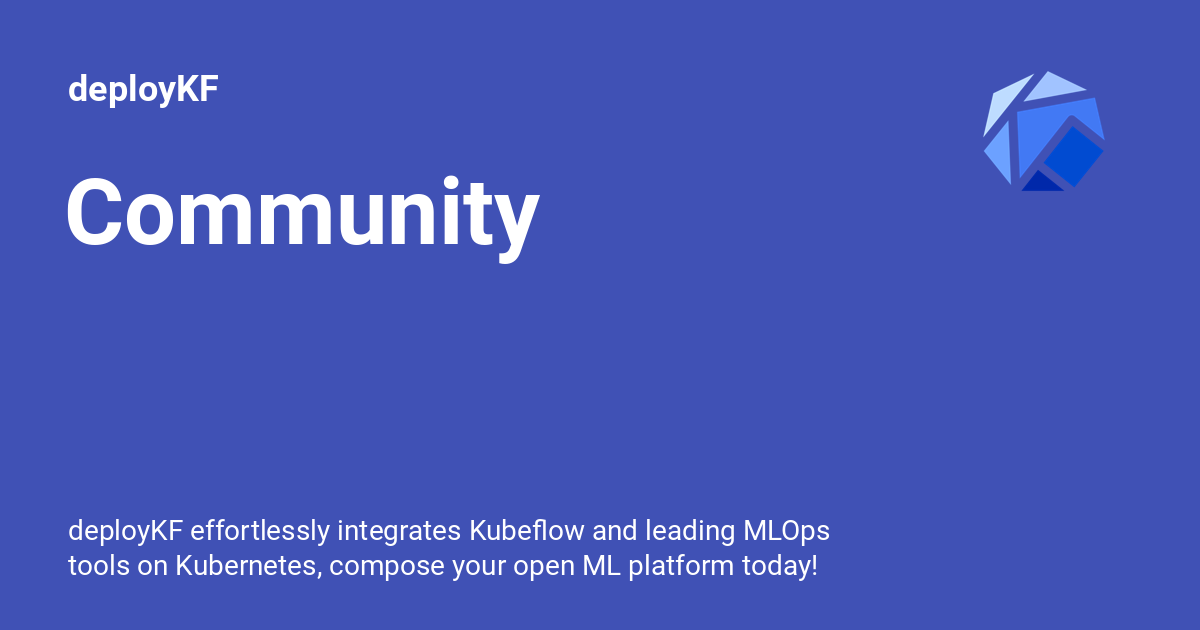 deployKF
Community
deployKF effortlessly integrates Kubeflow and leading MLOps
tools on Kubernetes, compose your open ML platform today!